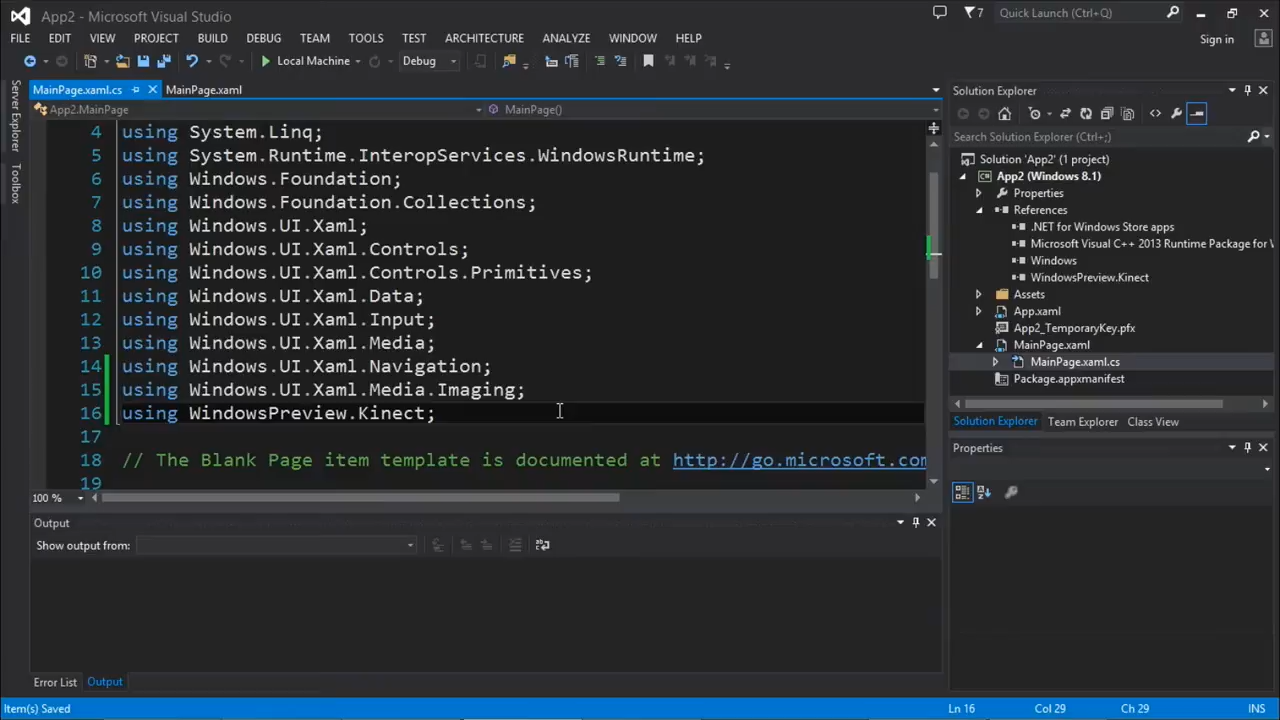 App2 - Microsoft Visual Studio
7
Quick Launch (Ctrl+Q)
FILE EDIT VIEW PROJECT BUILD DEBUG TEAM TOOLS TEST ARCHITECTURE ANALYZE WINDOW HELP
Sign in
Local Machine
Debug
Server Explorer
Toolbox
MainPage.xaml.cs
MainPage.xaml
App2.MainPage
MainPage()
4 using System.Linq;
5 using System.Runtime.InteropServices.WindowsRuntime;
6 using Windows.Foundation;
7 using Windows.Foundation.Collections;
8 using Windows.UI.Xaml;
9 using Windows.UI.Xaml.Controls;
10 using Windows.UI.Xaml.Controls.Primitives;
11 using Windows.UI.Xaml.Data;
12 using Windows.UI.Xaml.Input;
13 using Windows.UI.Xaml.Media;
14 using Windows.UI.Xaml.Navigation;
15 using Windows.UI.Xaml.Media.Imaging;
16 using WindowsPreview.Kinect;
17
18 // The Blank Page item template is documented at http://go.microsoft.com
19
100 %
Output
Show output from:
Error List
Output
Solution Explorer
Search Solution Explorer (Ctrl+;)
Solution 'App2' (1 project)
App2 (Windows 8.1)
Properties
References
.NET for Windows Store apps
Microsoft Visual C++ 2013 Runtime Package for W
Windows
WindowsPreview.Kinect
Assets
App.xaml
App2_TemporaryKey.pfx
MainPage.xaml
MainPage.xaml.cs
Package.appxmanifest
Solution Explorer Team Explorer Class View
Properties
Item(s) Saved
Ln 16
Col 29
Ch 29
INS